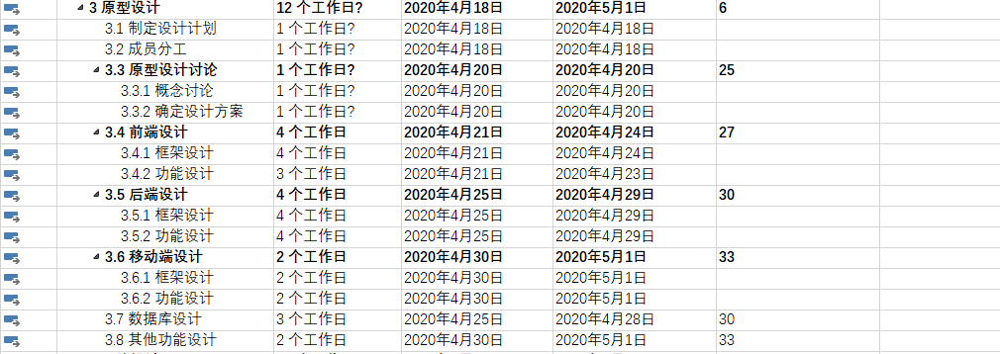 3 原型设计 12 个工作日? 2020年4月18日 2020年5月1日 6
3.1 制定设计计划 1 个工作日? 2020年4月18日 2020年4月18日
3.2 成员分工 1 个工作日? 2020年4月18日 2020年4月18日
3.3 原型设计讨论 1 个工作日? 2020年4月20日 2020年4月20日 25
3.3.1 概念讨论 1 个工作日? 2020年4月20日 2020年4月20日
3.3.2 确定设计方案 1 个工作日? 2020年4月20日 2020年4月20日
3.4 前端设计 4 个工作日 2020年4月21日 2020年4月24日 27
3.4.1 框架设计 4 个工作日 2020年4月21日 2020年4月24日
3.4.2 功能设计 3 个工作日 2020年4月21日 2020年4月23日
3.5 后端设计 4 个工作日 2020年4月25日 2020年4月29日 30
3.5.1 框架设计 4 个工作日 2020年4月25日 2020年4月29日
3.5.2 功能设计 4 个工作日 2020年4月25日 2020年4月29日
3.6 移动端设计 2 个工作日 2020年4月30日 2020年5月1日 33
3.6.1 框架设计 2 个工作日 2020年4月30日 2020年5月1日
3.6.2 功能设计 2 个工作日 2020年4月30日 2020年5月1日
3.7 数据库设计 3 个工作日 2020年4月25日 2020年4月28日 30
3.8 其他功能设计 2 个工作日 2020年4月30日 2020年5月1日 33